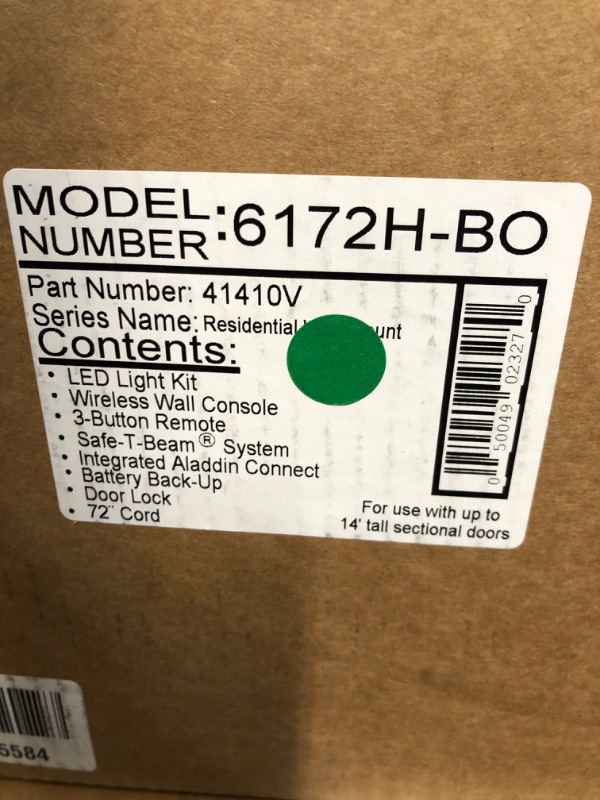 MODEL NUMBER:6172H-BO
Part Number: 41410V
Series Name: Residential
Contents:
• LED Light Kit
• Wireless Wall Console
• 3-Button Remote
• Safe-T-Beam® System
• Integrated Aladdin Connect
• Battery Back-Up
• Door Lock
• 72" Cord
For use with up to
14' tall sectional doors
0 50049 02327 0
5584